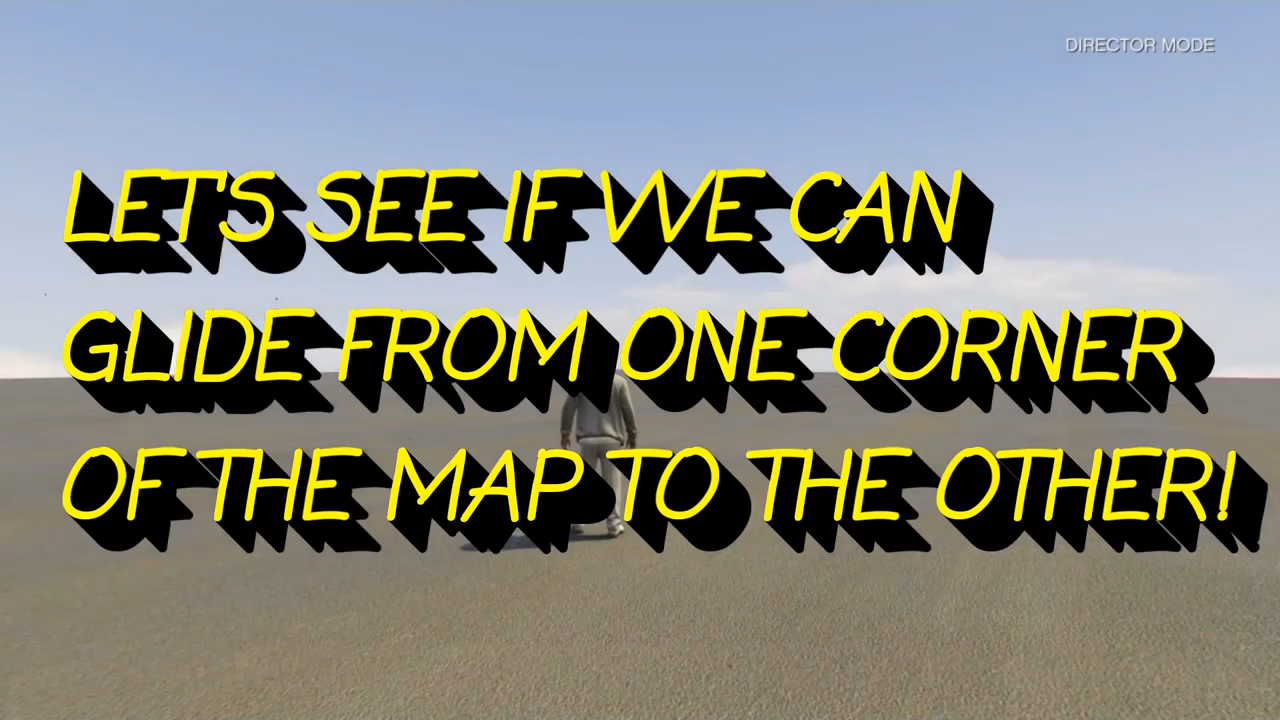 DIRECTOR MODE
LET'S SEE IF WE CAN
GLIDE FROM ONE CORNER
OF THE MAP TO THE OTHER!